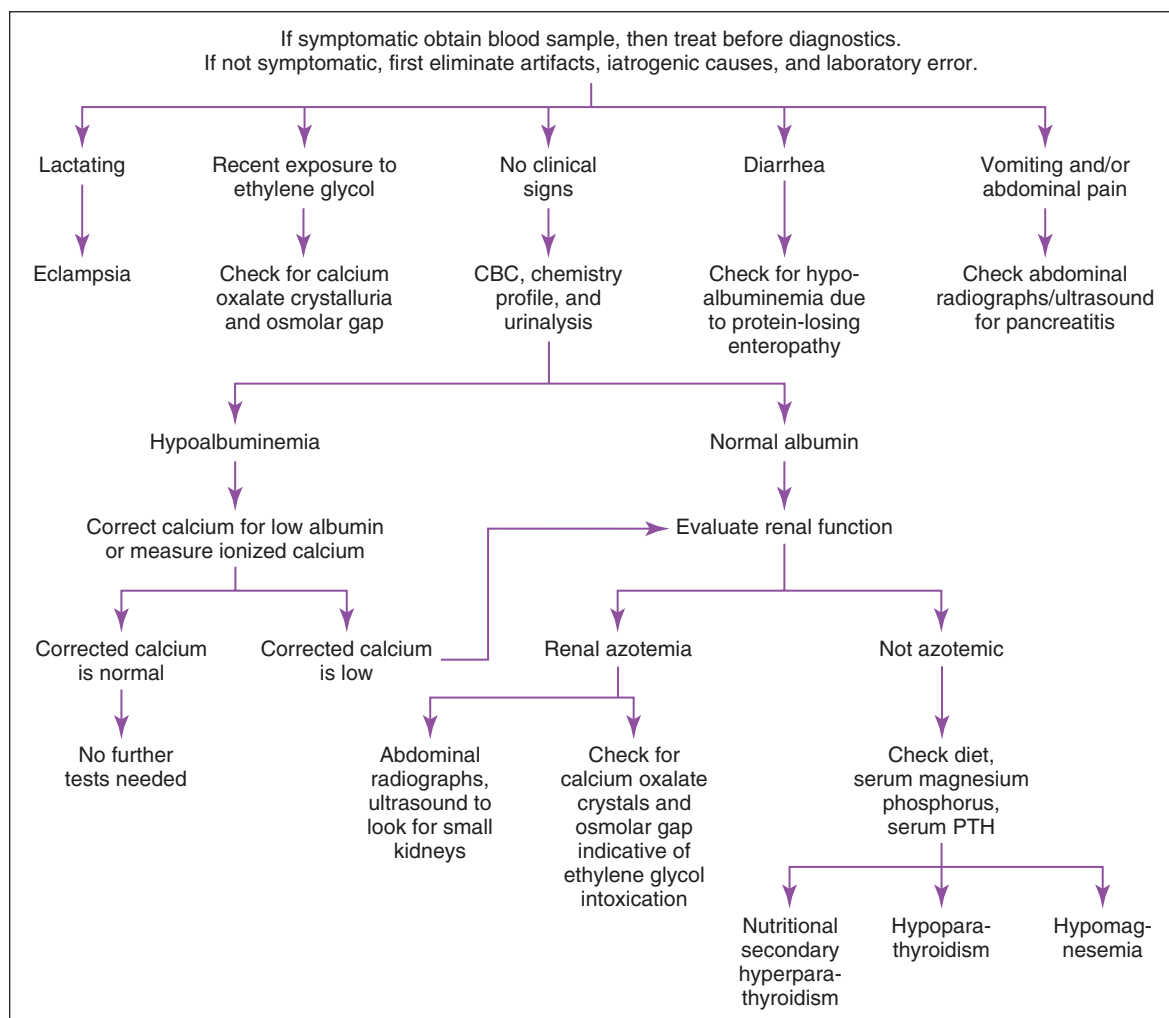 If symptomatic obtain blood sample, then treat before diagnostics.
If not symptomatic, first eliminate artifacts, iatrogenic causes, and laboratory error.
Lactating
Recent exposure to
ethylene glycol
No clinical
signs
Diarrhea
Vomiting and/or
abdominal pain
Eclampsia
Check for calcium
oxalate crystalluria
and osmolar gap
CBC, chemistry
profile, and
urinalysis
Check for hypo-
albuminemia due
to protein-losing
enteropathy
Check abdominal
radiographs/ultrasound
for pancreatitis
Hypoalbuminemia
Normal albumin
Correct calcium for low albumin
or measure ionized calcium
Evaluate renal function
Corrected calcium
is normal
Corrected calcium
is low
Renal azotemia
Not azotemic
No further
tests needed
Abdominal
radiographs,
ultrasound to
look for small
kidneys
Check for
calcium oxalate
crystals and
osmolar gap
indicative of
ethylene glycol
intoxication
Check diet,
serum magnesium
phosphorus,
serum PTH
Nutritional
secondary
hyperpara-
thyroidism
Hypopara-
thyroidism
Hypomag-
nesemia